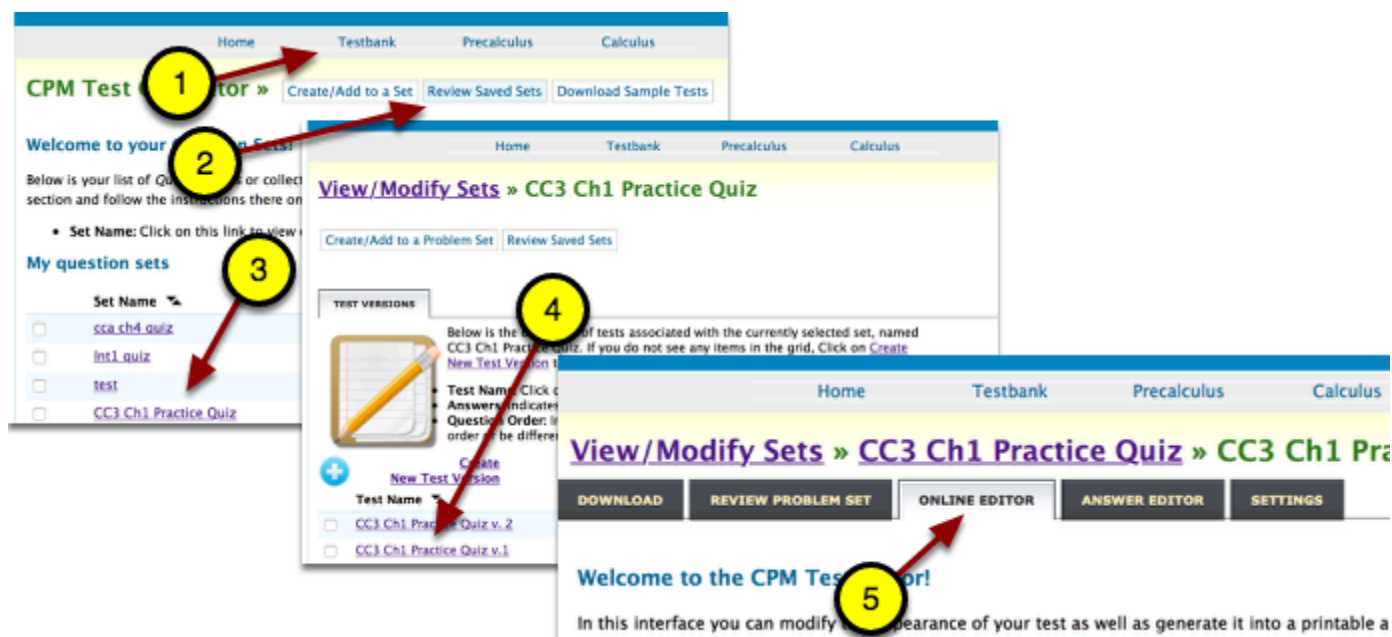 Home Testbank Precalculus Calculus
1
CPM Test tor » Create/Add to a Set Review Saved Sets Download Sample Tests
2
Welcome to your n Sets!
Below is your list of Qu s or collect
section and follow the instructions there on
• Set Name: Click on this link to view
My question sets
3
Set Name
cca ch4 quiz
Int1 quiz
test
CC3 Ch1 Practice Quiz
Home Testbank Precalculus Calculus
View/Modify Sets » CC3 Ch1 Practice Quiz
Create/Add to a Problem Set Review Saved Sets
4
TEST VERSIONS
Below is the of tests associated with the currently selected set, named
CC3 Ch1 Practice Quiz. If you do not see any items in the grid, Click on Create
New Test Version t
• Test Name: Click
• Answers: Indicates
• Question Order: I
order or be differe
Create
New Test Version
Test Name
CC3 Ch1 Practice Quiz v. 2
CC3 Ch1 Practice Quiz v.1
Home Testbank Precalculus Calculus
View/Modify Sets » CC3 Ch1 Practice Quiz » CC3 Ch1 Pra
DOWNLOAD REVIEW PROBLEM SET ONLINE EDITOR ANSWER EDITOR SETTINGS
Welcome to the CPM Tes or!
5
In this interface you can modify pearance of your test as well as generate it into a printable a